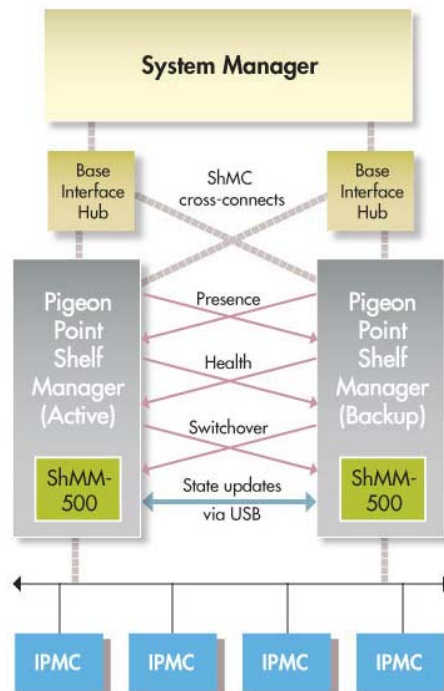 System Manager
Base
Interface
Hub
ShMC
cross-connects
Base
Interface
Hub
Pigeon
Point
Shelf
Manager
(Active)
ShMM-
500
Presence
Health
Switchover
State updates
via USB
Pigeon
Point
Shelf
Manager
(Backup)
ShMM-
500
IPMC
IPMC
IPMC
IPMC